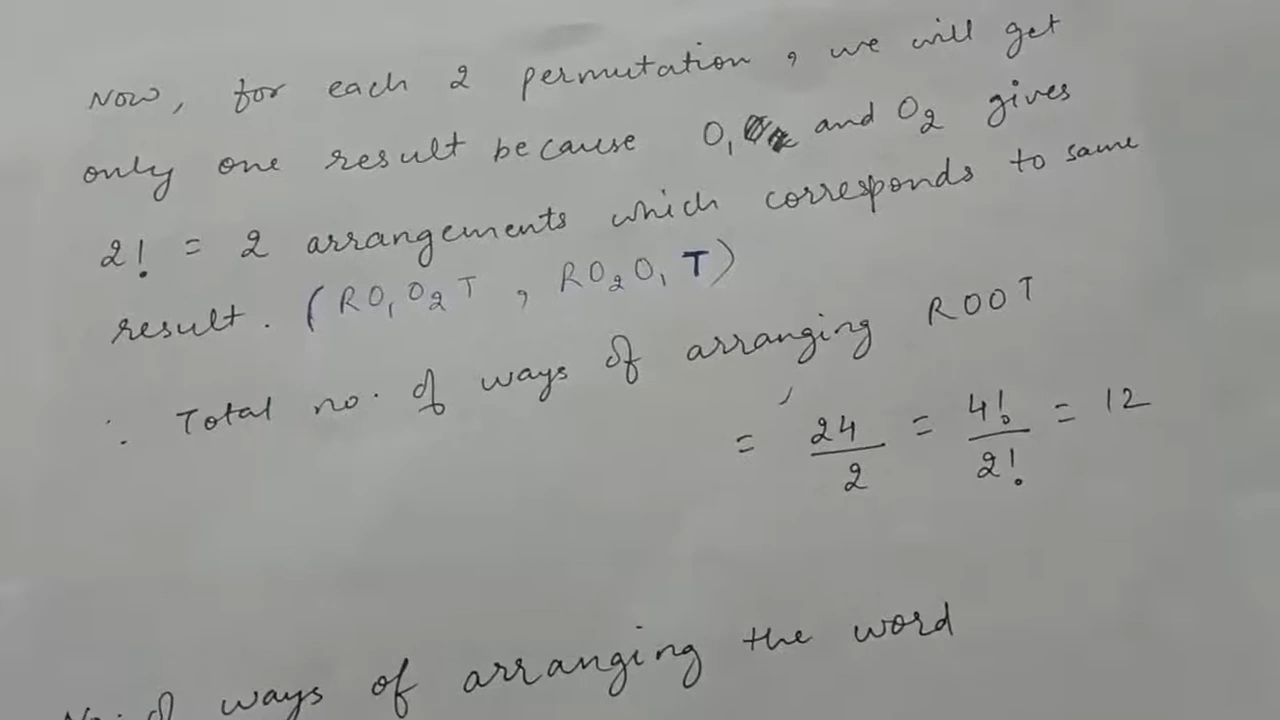 Now, for each 2 permutation, we will get
only one result because O₁ and O₂ gives
2! = 2 arrangements which corresponds to same
result. (RO₁O₂T, RO₂O₁T)
∴ Total no. of ways of arranging ROOT
= 24/2 = 4!/2! = 12
No. of ways of arranging the word